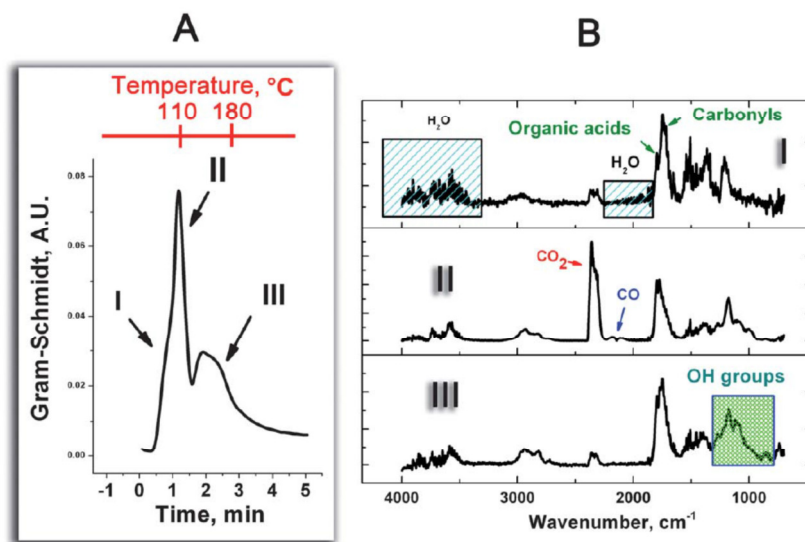 A
Temperature, °C
110 180
II
I
III
0.08
0.06
0.04
0.02
0.00
Gram-Schmidt, A.U.
-1 0 1 2 3 4 5
Time, min
B
H₂O
Organic acids
Carbonyls
H₂O
I
II
CO₂
CO
III
OH groups
4000 3000 2000 1000
Wavenumber, cm⁻¹